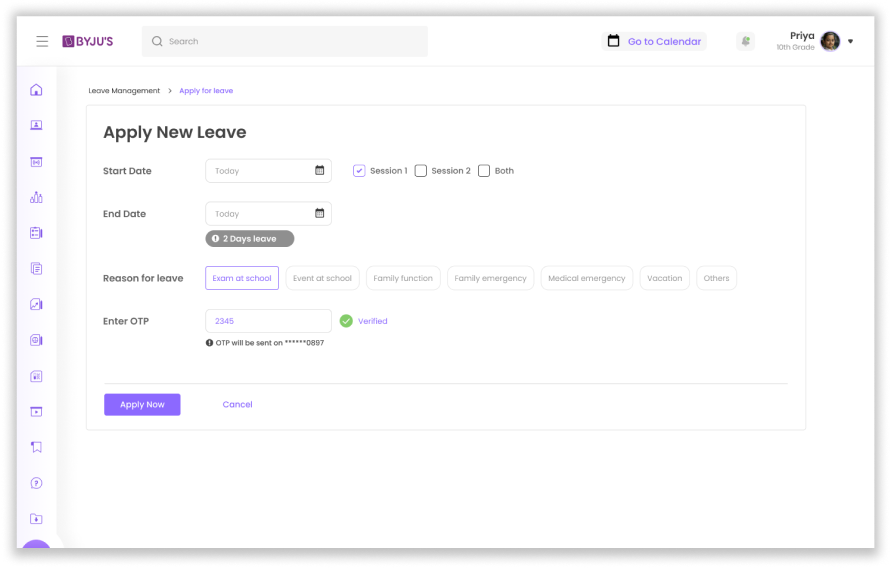 BYJU'S
Search
Go to Calendar
Priya
10th Grade
Leave Management > Apply for leave
Apply New Leave
Start Date
Today
Session 1
Session 2
Both
End Date
Today
2 Days leave
Reason for leave
Exam at school
Event at school
Family function
Family emergency
Medical emergency
Vacation
Others
Enter OTP
2345
Verified
OTP will be sent on ******0897
Apply Now
Cancel